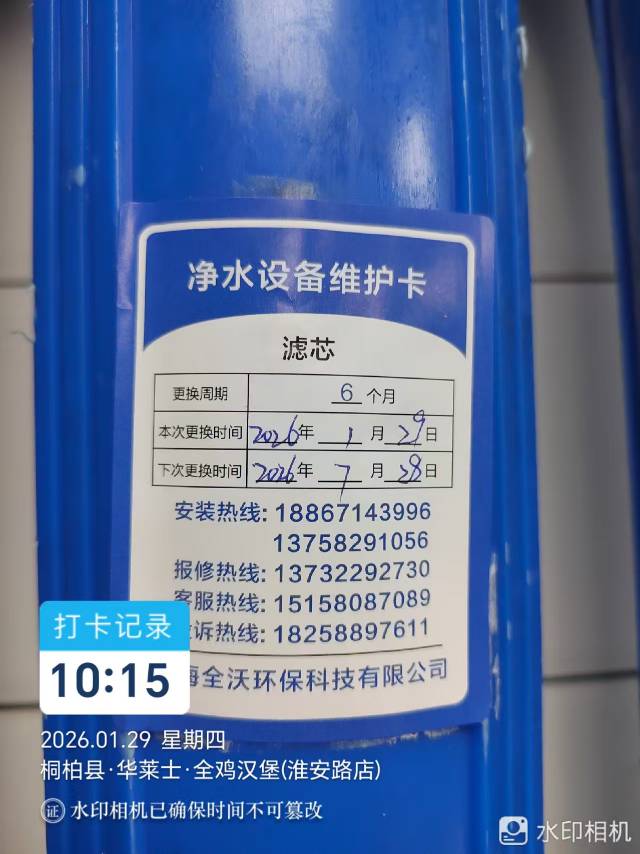 净水设备维护卡
滤芯
更换周期 6 个月
本次更换时间 2026年 1 月 29日
下次更换时间 2026年 7 月 28日
安装热线: 18867143996
13758291056
报修热线: 13732292730
客服热线: 15158087089
诉热线: 18258897611
海全沃环保科技有限公司
打卡记录
10:15
2026.01.29 星期四
桐柏县·华莱士·全鸡汉堡(淮安路店)
证 水印相机已确保时间不可篡改
水印相机